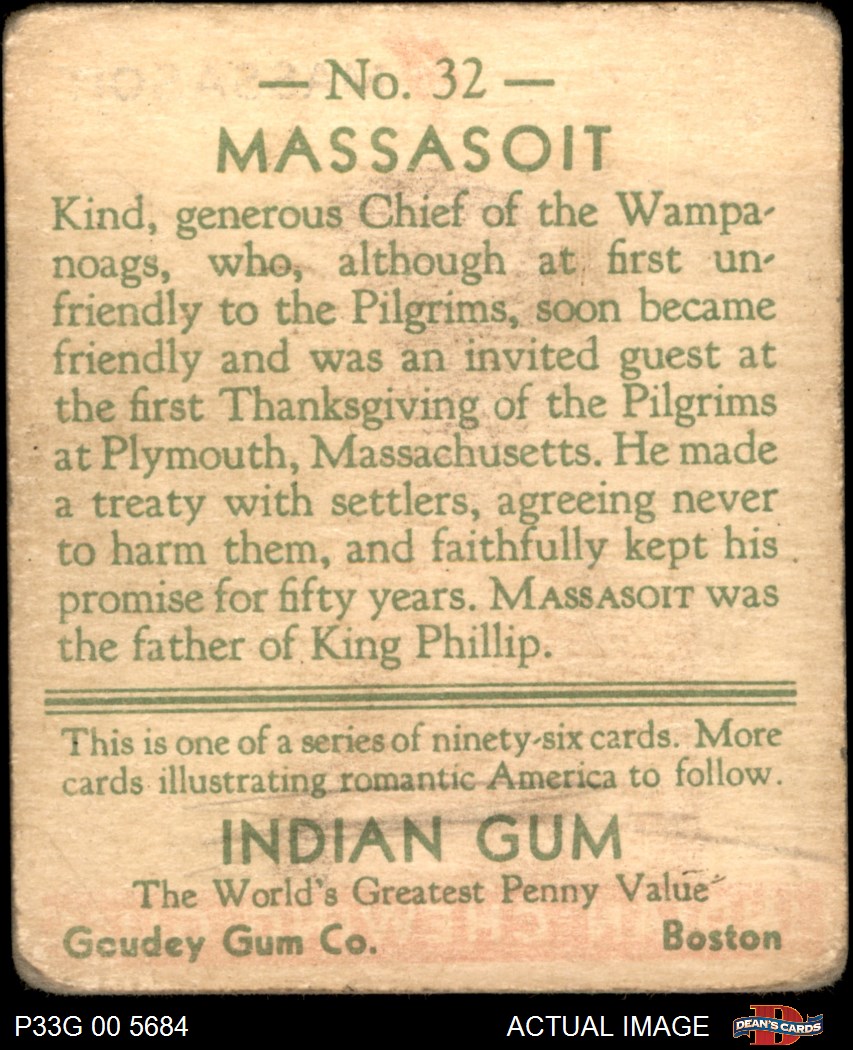 — No. 32 —
MASSASOIT
Kind, generous Chief of the Wampa-
noags, who, although at first un-
friendly to the Pilgrims, soon became
friendly and was an invited guest at
the first Thanksgiving of the Pilgrims
at Plymouth, Massachusetts. He made
a treaty with settlers, agreeing never
to harm them, and faithfully kept his
promise for fifty years. MASSASOIT was
the father of King Phillip.
This is one of a series of ninety-six cards. More
cards illustrating romantic America to follow.
INDIAN GUM
The World's Greatest Penny Value
Goudey Gum Co. Boston
P33G 00 5684 ACTUAL IMAGE DEAN'S CARDS